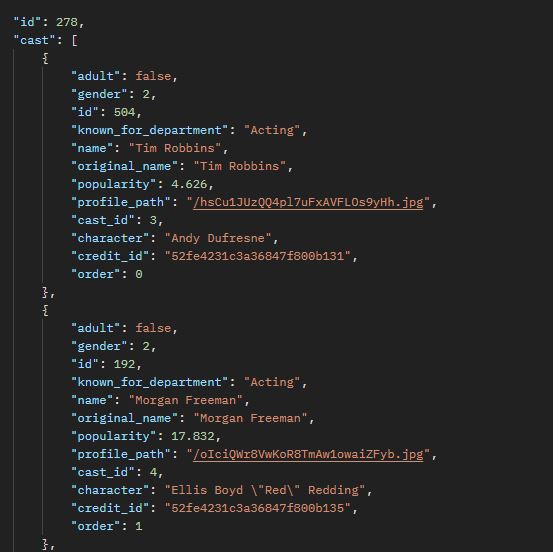 "id": 278,
"cast": [
{
"adult": false,
"gender": 2,
"id": 504,
"known_for_department": "Acting",
"name": "Tim Robbins",
"original_name": "Tim Robbins",
"popularity": 4.626,
"profile_path": "/hsCu1JUzQQ4pl7uFxAVFLOs9yHh.jpg",
"cast_id": 3,
"character": "Andy Dufresne",
"credit_id": "52fe4231c3a36847f800b131",
"order": 0
},
{
"adult": false,
"gender": 2,
"id": 192,
"known_for_department": "Acting",
"name": "Morgan Freeman",
"original_name": "Morgan Freeman",
"popularity": 17.832,
"profile_path": "/oIciQWr8VwKoR8TmAw1owaiZFyb.jpg",
"cast_id": 4,
"character": "Ellis Boyd \"Red\" Redding",
"credit_id": "52fe4231c3a36847f800b135",
"order": 1
},